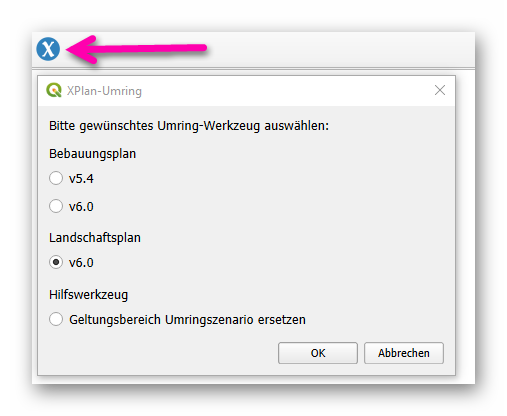 X
XPlan-Umring
Bitte gewünschtes Umring-Werkzeug auswählen:
Bebauungsplan
v5.4
v6.0
Landschaftsplan
v6.0
Hilfswerkzeug
Geltungsbereich Umringszenario ersetzen
OK Abbrechen